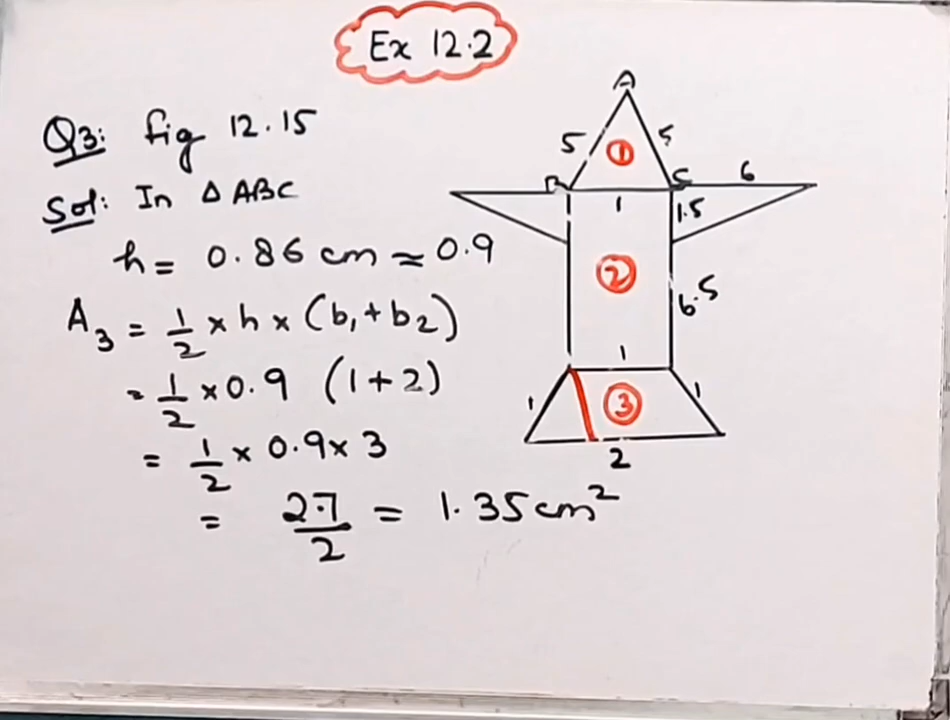 Ex 12.2
Q3: fig 12.15
Sol: In △ ABC
h = 0.86 cm ≈ 0.9
A₃ = 1/2 × h × (b₁ + b₂)
= 1/2 × 0.9 (1+2)
= 1/2 × 0.9 × 3
= 2.7/2 = 1.35 cm²
A
5 ① 5
B C 6
1 1.5
②
6.5
1
1 ③ 1
2